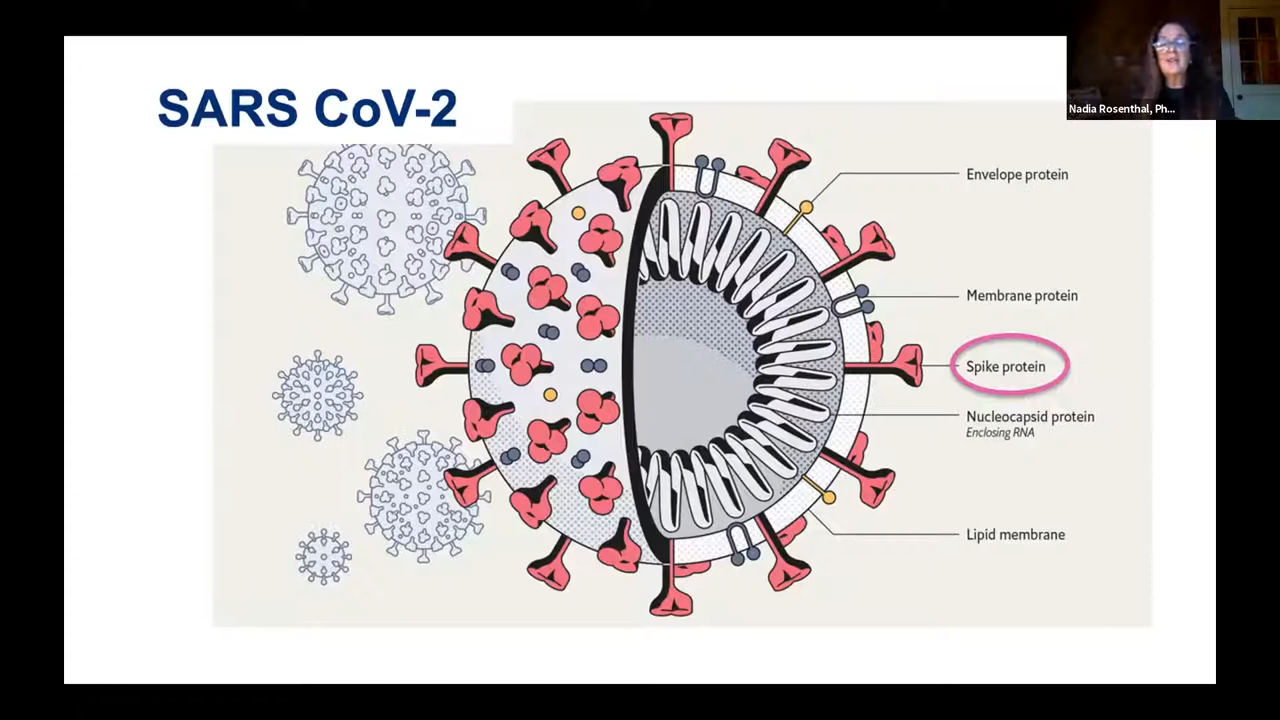 SARS CoV-2
Nadia Rosenthal, Ph...
Envelope protein
Membrane protein
Spike protein
Nucleocapsid protein
Enclosing RNA
Lipid membrane